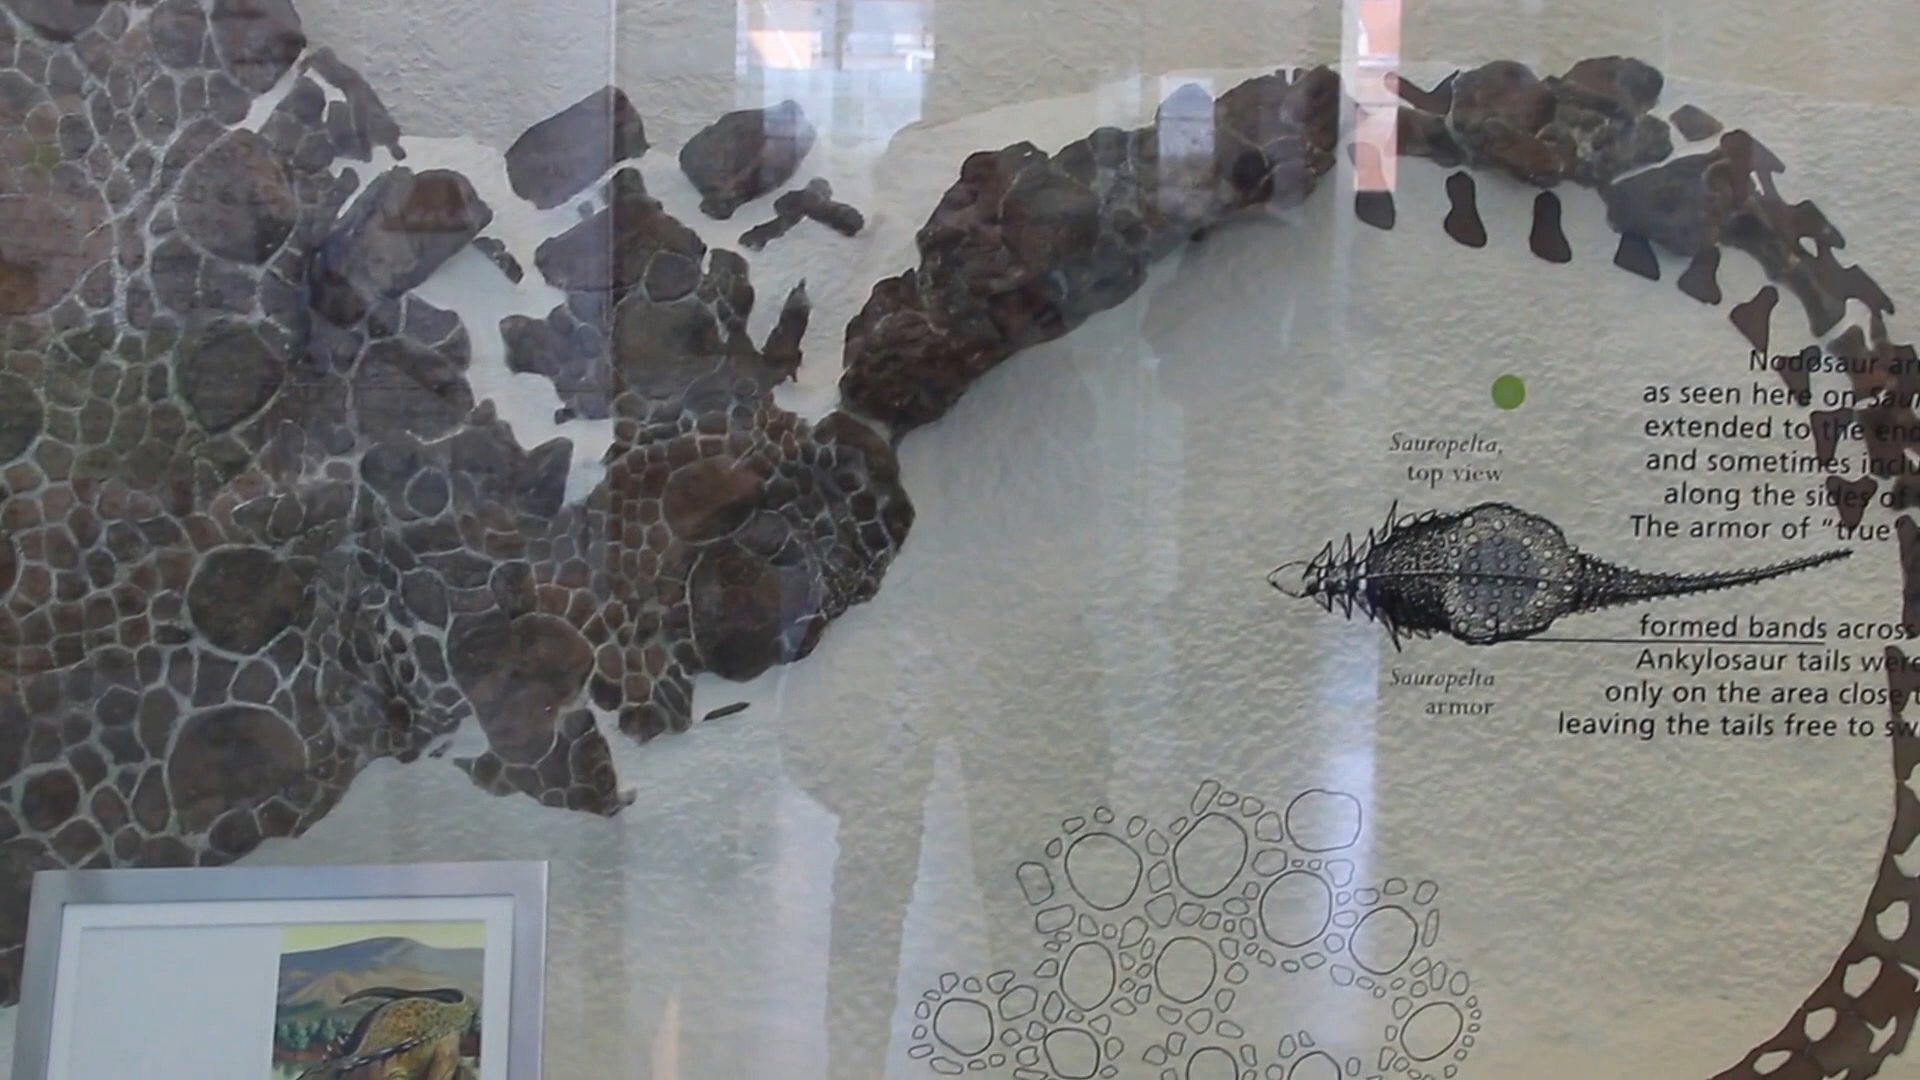 Nodosaur
as seen here on
extended to the
and sometimes
along the sides of
The armor of “true”
Sauropelta,
top view
formed bands across
Ankylosaur tails
only on the area close
leaving the tails free to
Sauropelta
armor